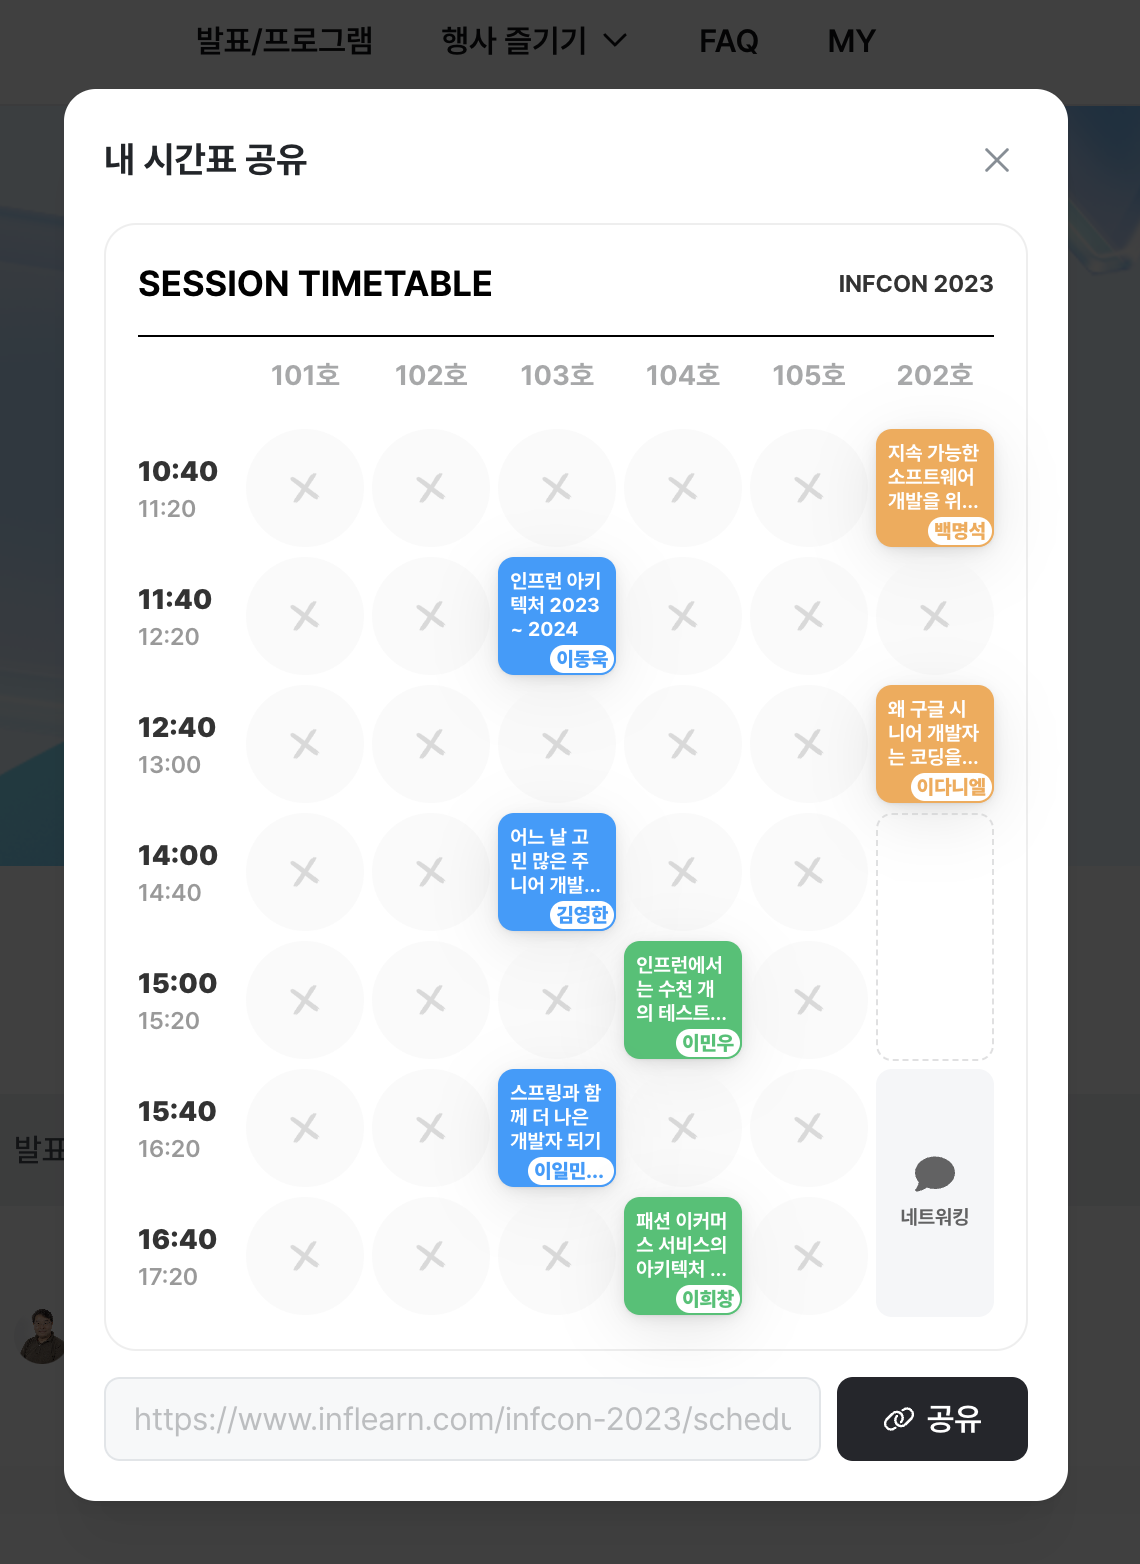 발표/프로그램 행사 즐기기 FAQ MY
내 시간표 공유
SESSION TIMETABLE INFCON 2023
101호 102호 103호 104호 105호 202호
10:40
11:20
지속 가능한
소프트웨어
개발을 위...
백명석
11:40
12:20
인프런 아키
텍처 2023
~ 2024
이동욱
12:40
13:00
왜 구글 시
니어 개발자
는 코딩을...
이다니엘
14:00
14:40
어느 날 고
민 많은 주
니어 개발...
김영한
15:00
15:20
인프런에서
는 수천 개
의 테스트...
이민우
15:40
16:20
스프링과 함
께 더 나은
개발자 되기
이일민...
네트워킹
16:40
17:20
패션 이커머
스 서비스의
아키텍처 ...
이희창
발표
https://www.inflearn.com/infcon-2023/schedu
공유